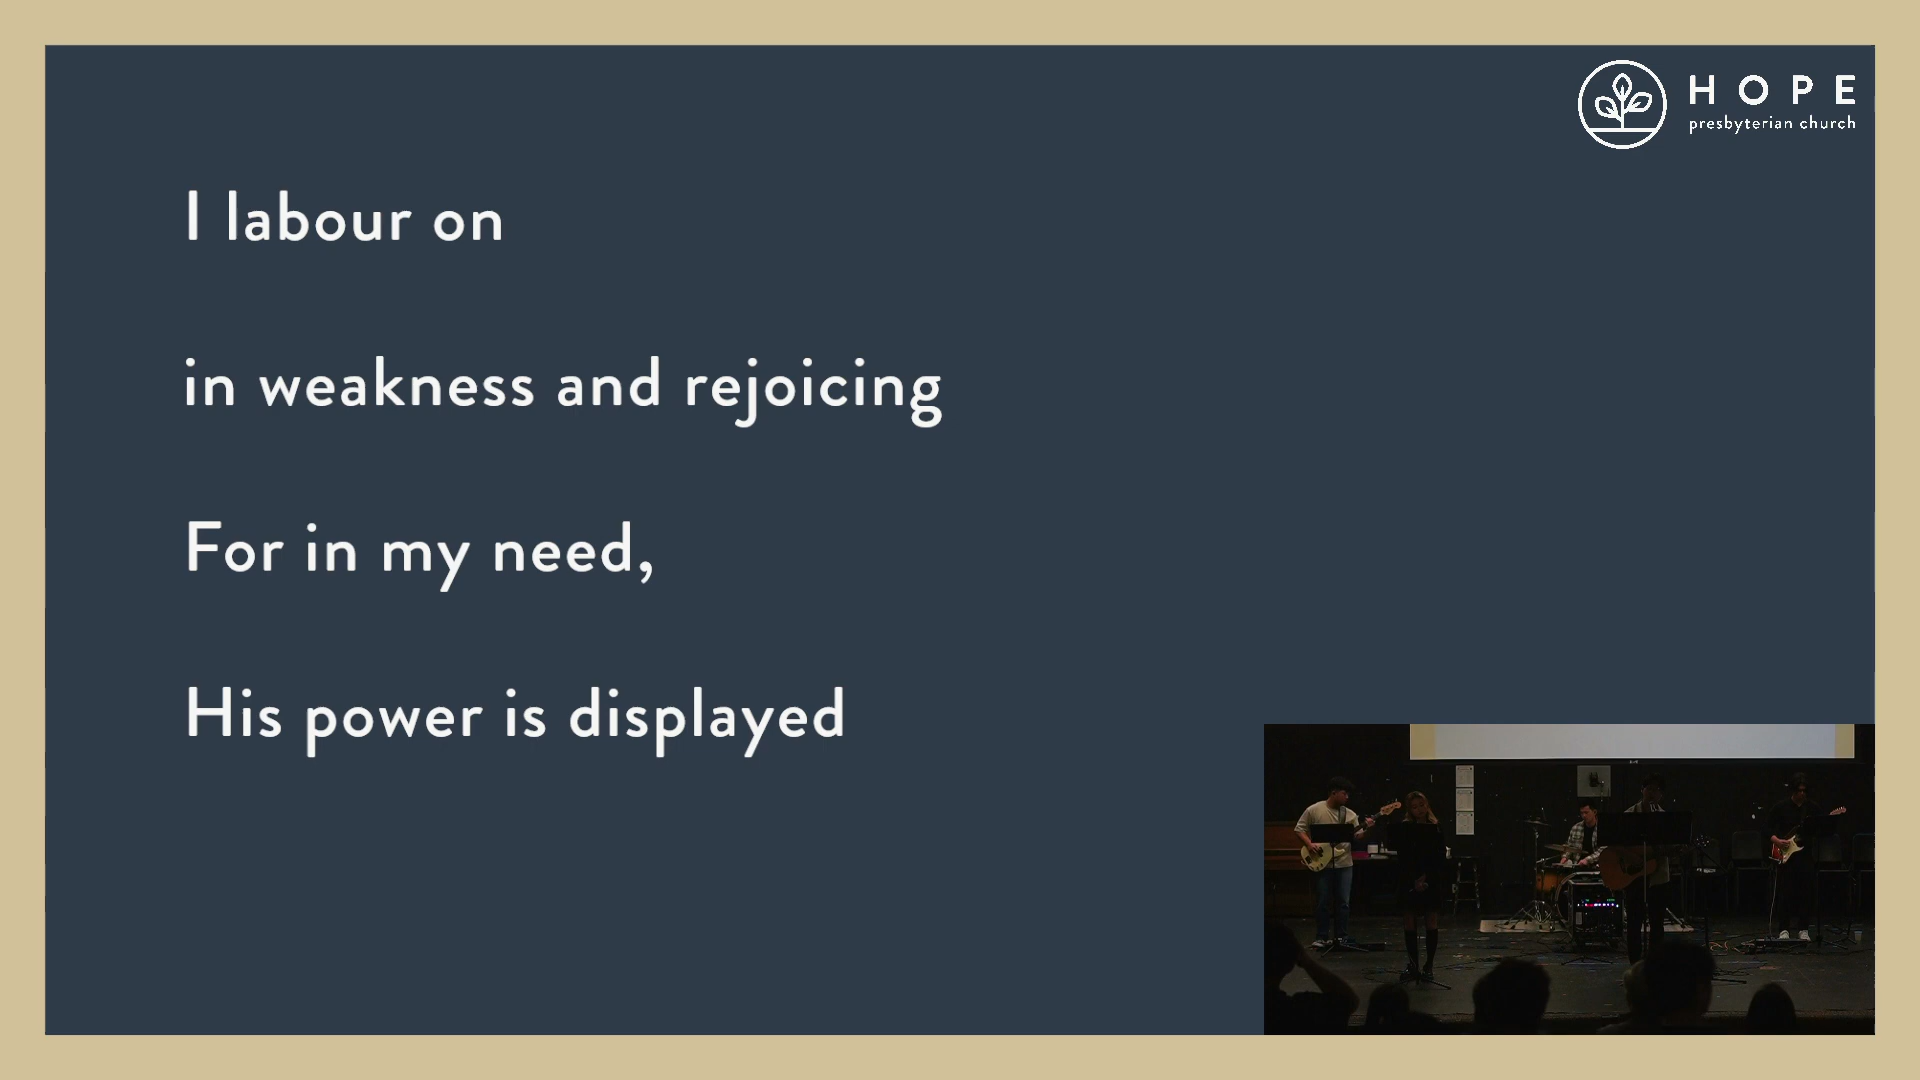 HOPE
presbyterian church
I labour on
in weakness and rejoicing
For in my need,
His power is displayed